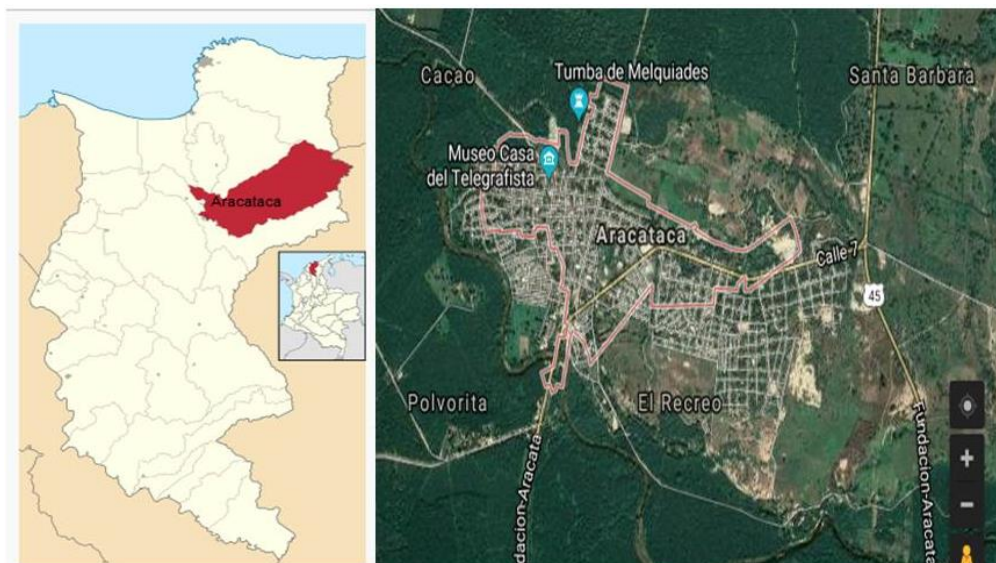 Aracataca
Cacao
Tumba de Melquiades
Santa Barbara
Museo Casa
del Telegrafista
Aracataca
Calle 7
45
Polvorita
El Recreo
dacion-Aracata
Fundacion-Aracata